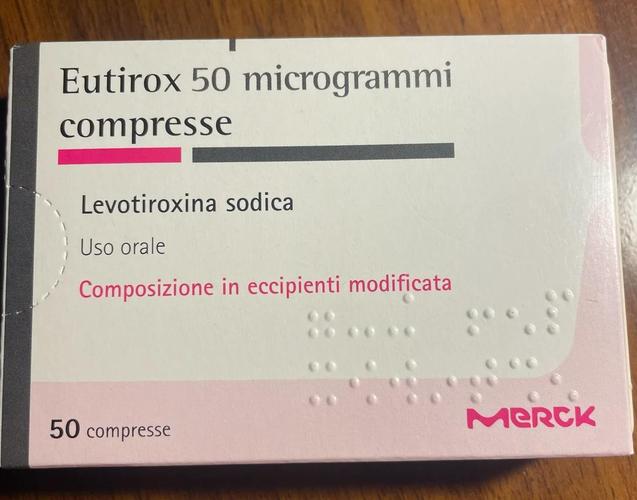 Eutirox 50 microgrammi
compresse
Levotiroxina sodica
Uso orale
Composizione in eccipienti modificata
50 compresse
MERCK